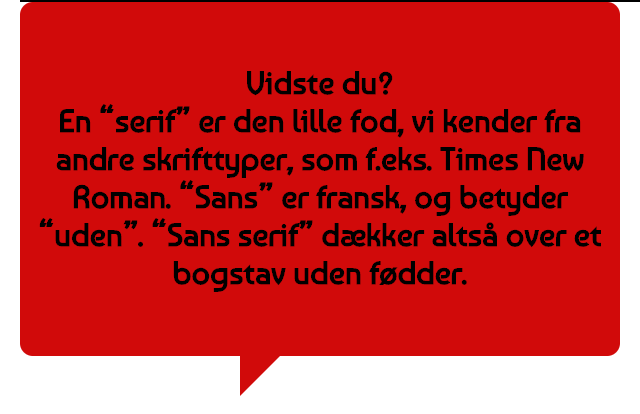 Vidste du?
En “serif” er den lille fod, vi kender fra
andre skrifttyper, som f.eks. Times New
Roman. “Sans” er fransk, og betyder
“uden”. “Sans serif” dækker altså over et
bogstav uden fødder.